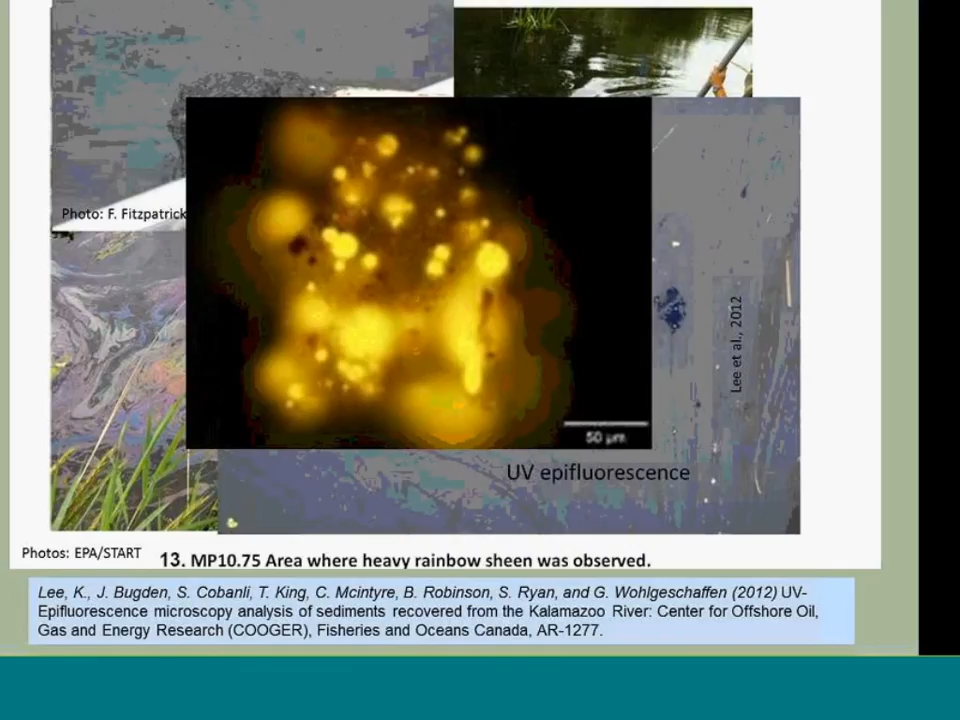 Photo: F. Fitzpatrick
Lee et al., 2012
50 µm
UV epifluorescence
Photos: EPA/START
13. MP10.75 Area where heavy rainbow sheen was observed.
Lee, K., J. Bugden, S. Cobanli, T. King, C. Mcintyre, B. Robinson, S. Ryan, and G. Wohlgeschaffen (2012) UV-
Epifluorescence microscopy analysis of sediments recovered from the Kalamazoo River: Center for Offshore Oil,
Gas and Energy Research (COOGER), Fisheries and Oceans Canada, AR-1277.